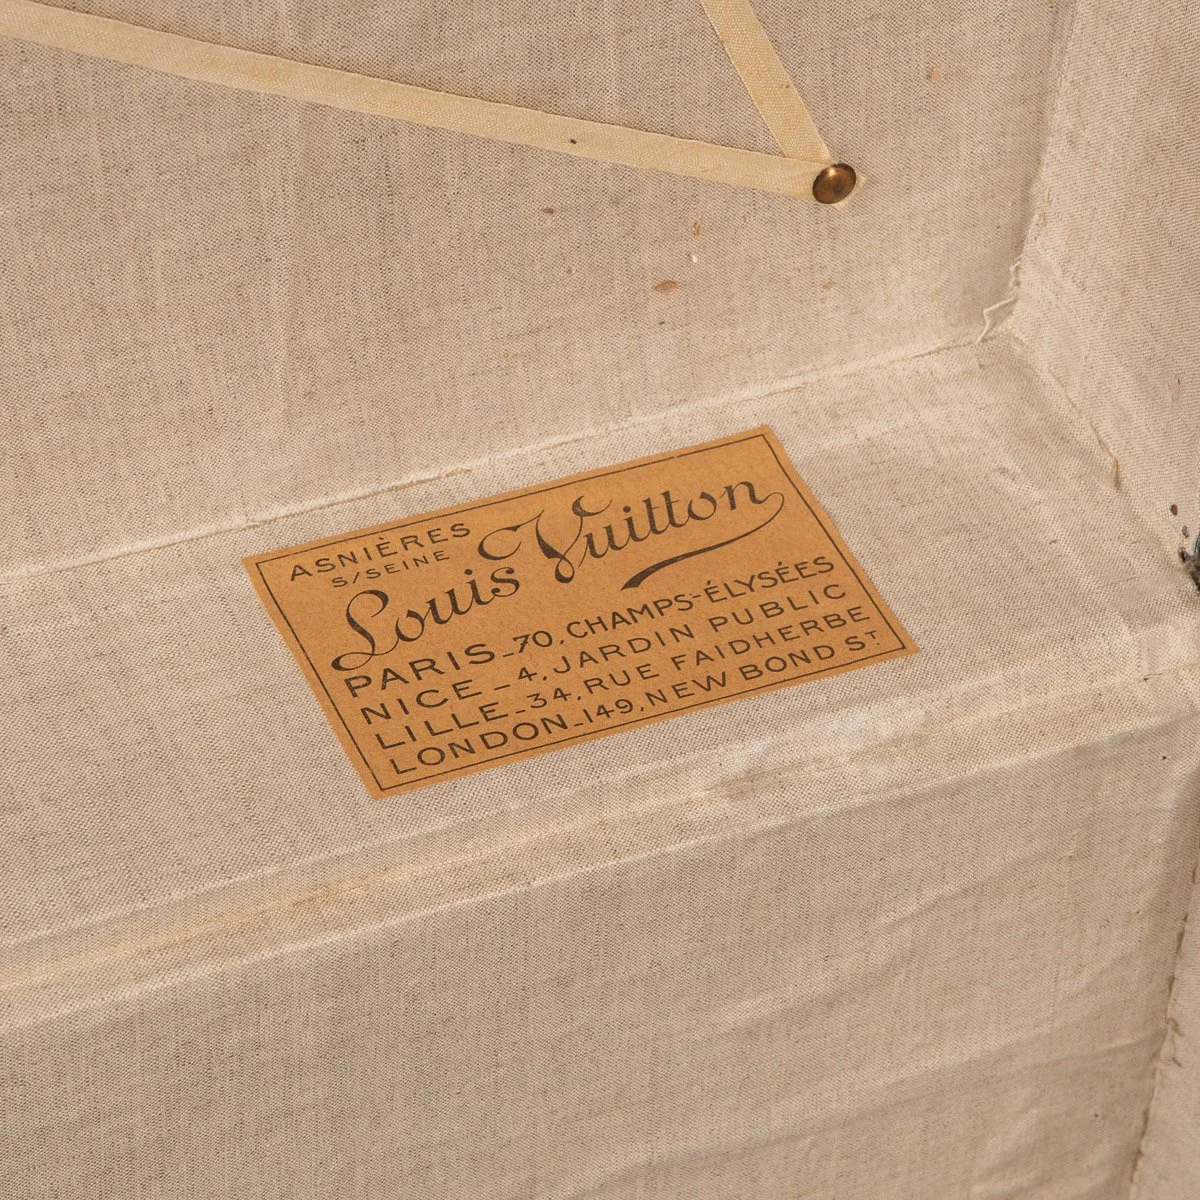 ASNIÈRES
S/SEINE
Louis Vuitton
PARIS_70, CHAMPS-ÉLYSÉES
NICE_4, JARDIN PUBLIC
LILLE_34, RUE FAIDHERBE
LONDON_149, NEW BOND ST.